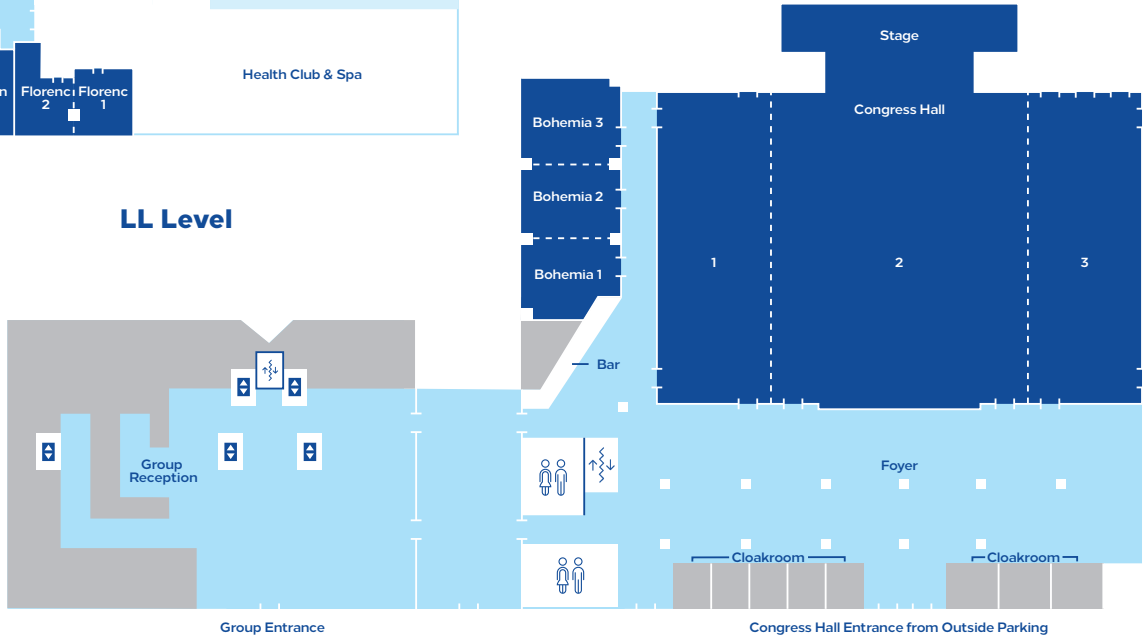 Stage
Health Club & Spa
n
Florenc
2
Florenc
1
Congress Hall
Bohemia 3
Bohemia 2
LL Level
Bohemia 1
1
2
3
Bar
Group
Reception
Foyer
Cloakroom
Cloakroom
Group Entrance
Congress Hall Entrance from Outside Parking